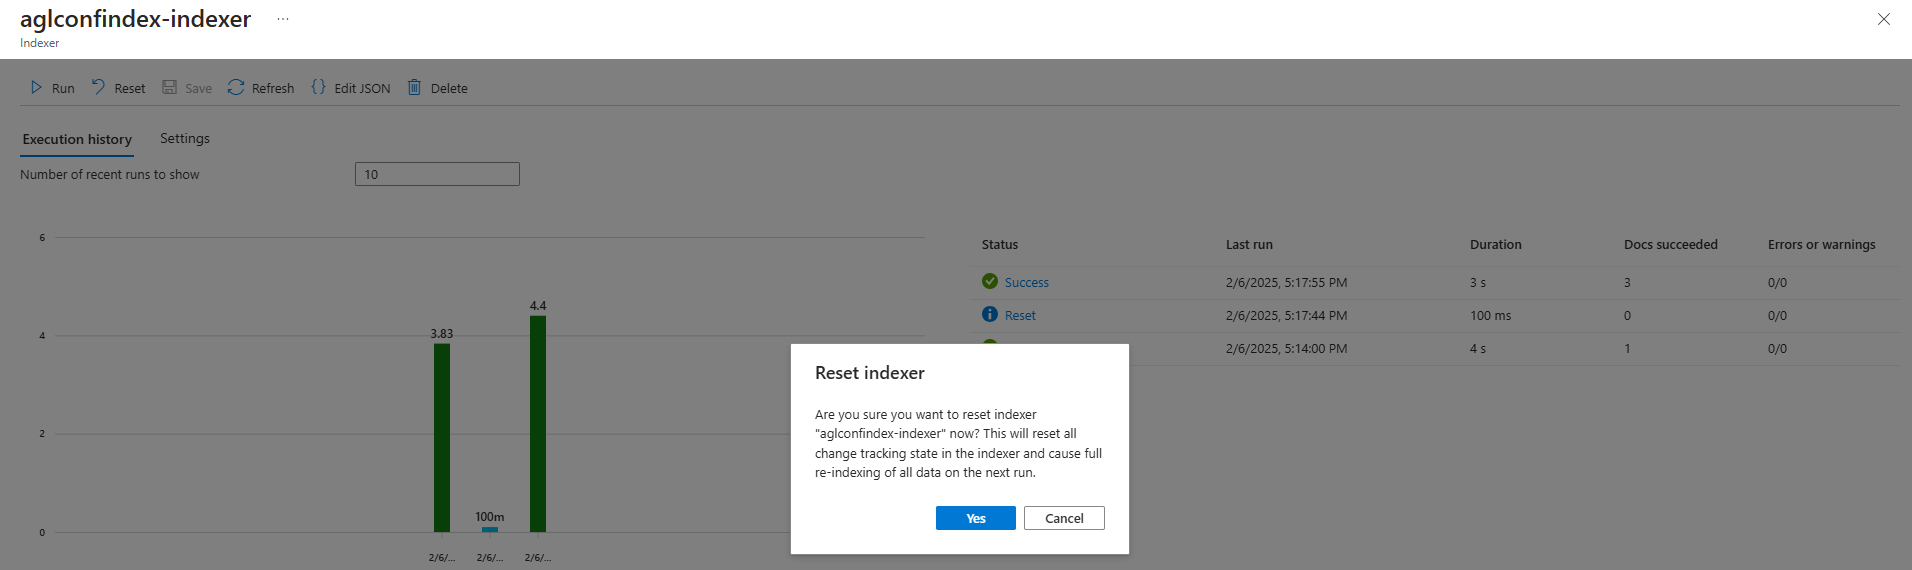 aglconfindex-indexer ...
Indexer
Run Reset Save Refresh {} Edit JSON Delete
Execution history Settings
Number of recent runs to show 10
6
4
2
0
3.83
100m
4.4
2/6/... 2/6/... 2/6/...
Status Last run Duration Docs succeeded Errors or warnings
Success 2/6/2025, 5:17:55 PM 3 s 3 0/0
Reset 2/6/2025, 5:17:44 PM 100 ms 0 0/0
2/6/2025, 5:14:00 PM 4 s 1 0/0
Reset indexer
Are you sure you want to reset indexer
"aglconfindex-indexer" now? This will reset all
change tracking state in the indexer and cause full
re-indexing of all data on the next run.
Yes Cancel